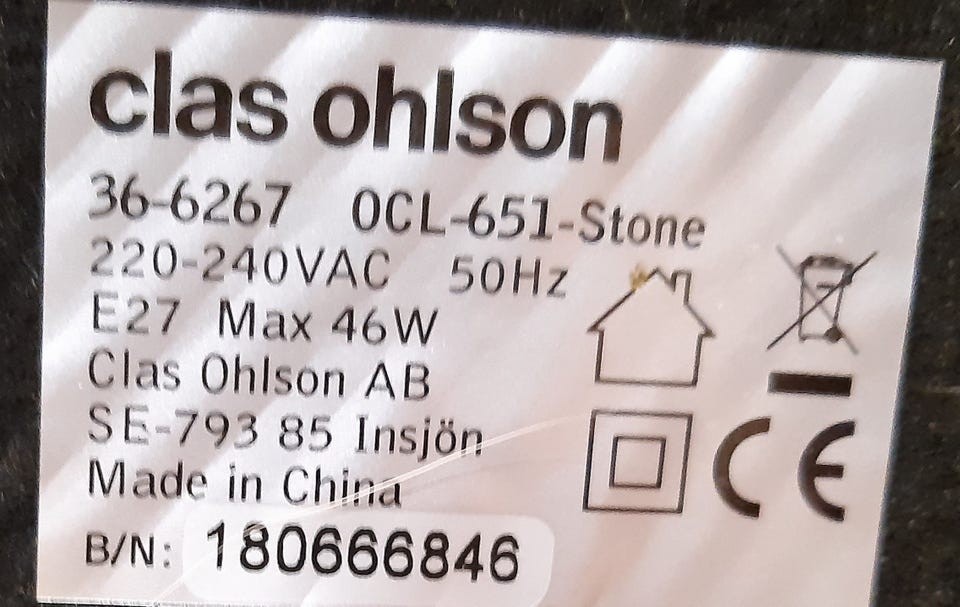 clas ohlson
36-6267 OCL-651-Stone
220-240VAC 50Hz
E27 Max 46W
Clas Ohlson AB
SE-793 85 Insjön
Made in China
CE
B/N: 180666846